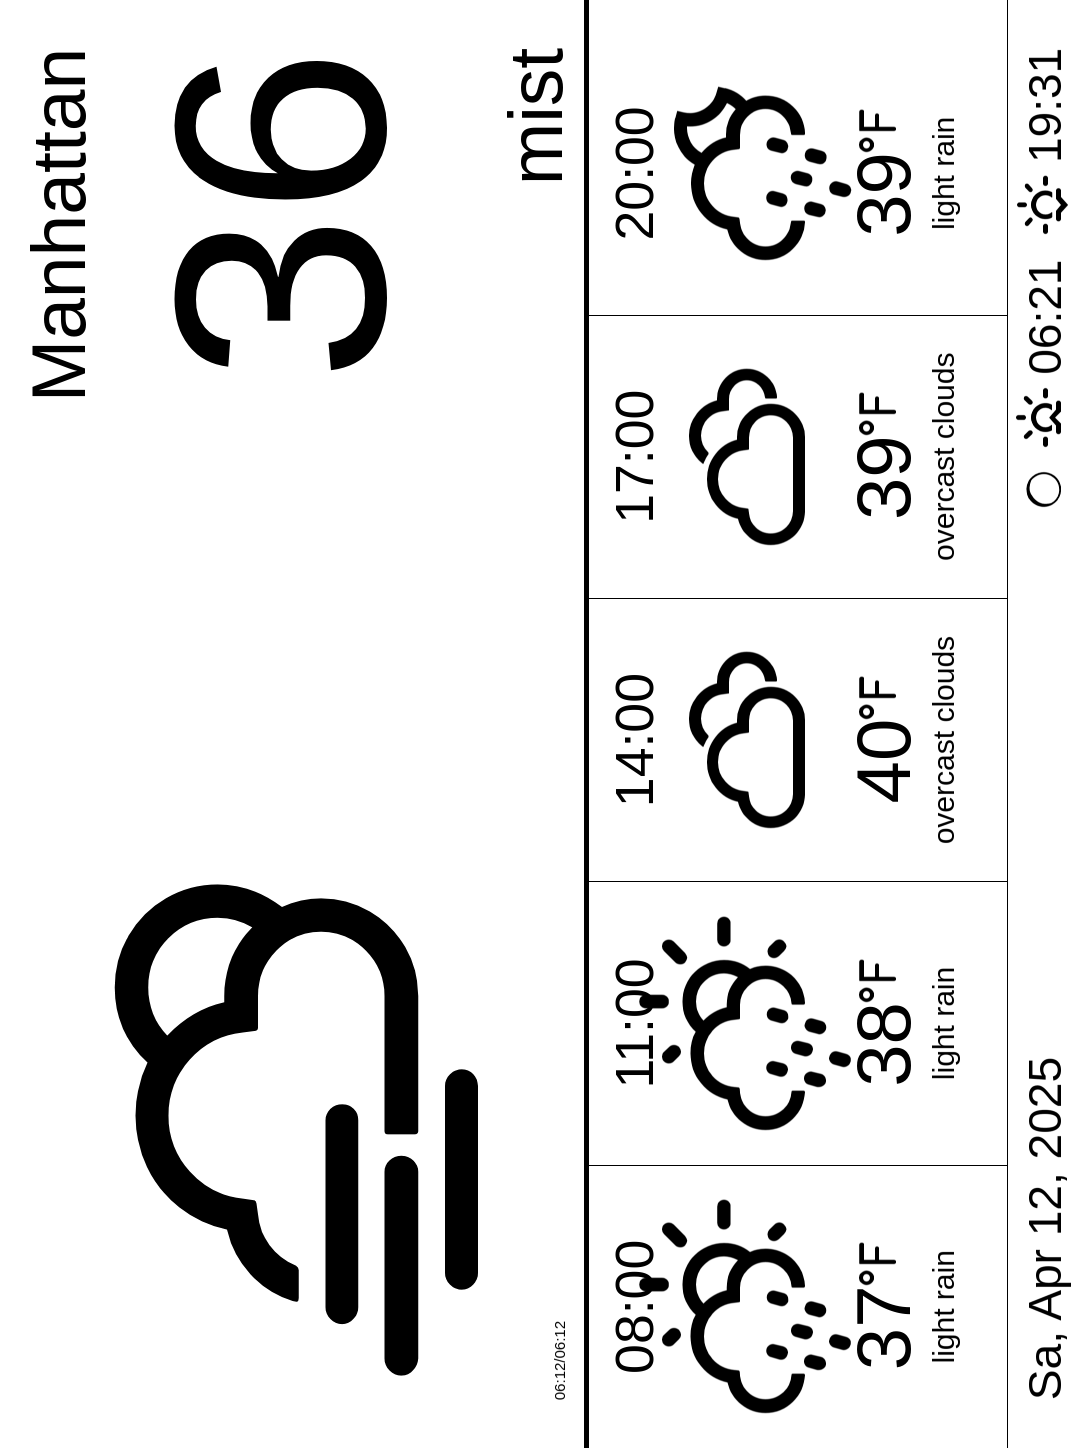 Manhattan
36
mist
06:12/06:12
08:00 11:00 14:00 17:00 20:00
37°F 38°F 40°F 39°F 39°F
light rain light rain overcast clouds overcast clouds light rain
Sa, Apr 12, 2025 06:21 19:31